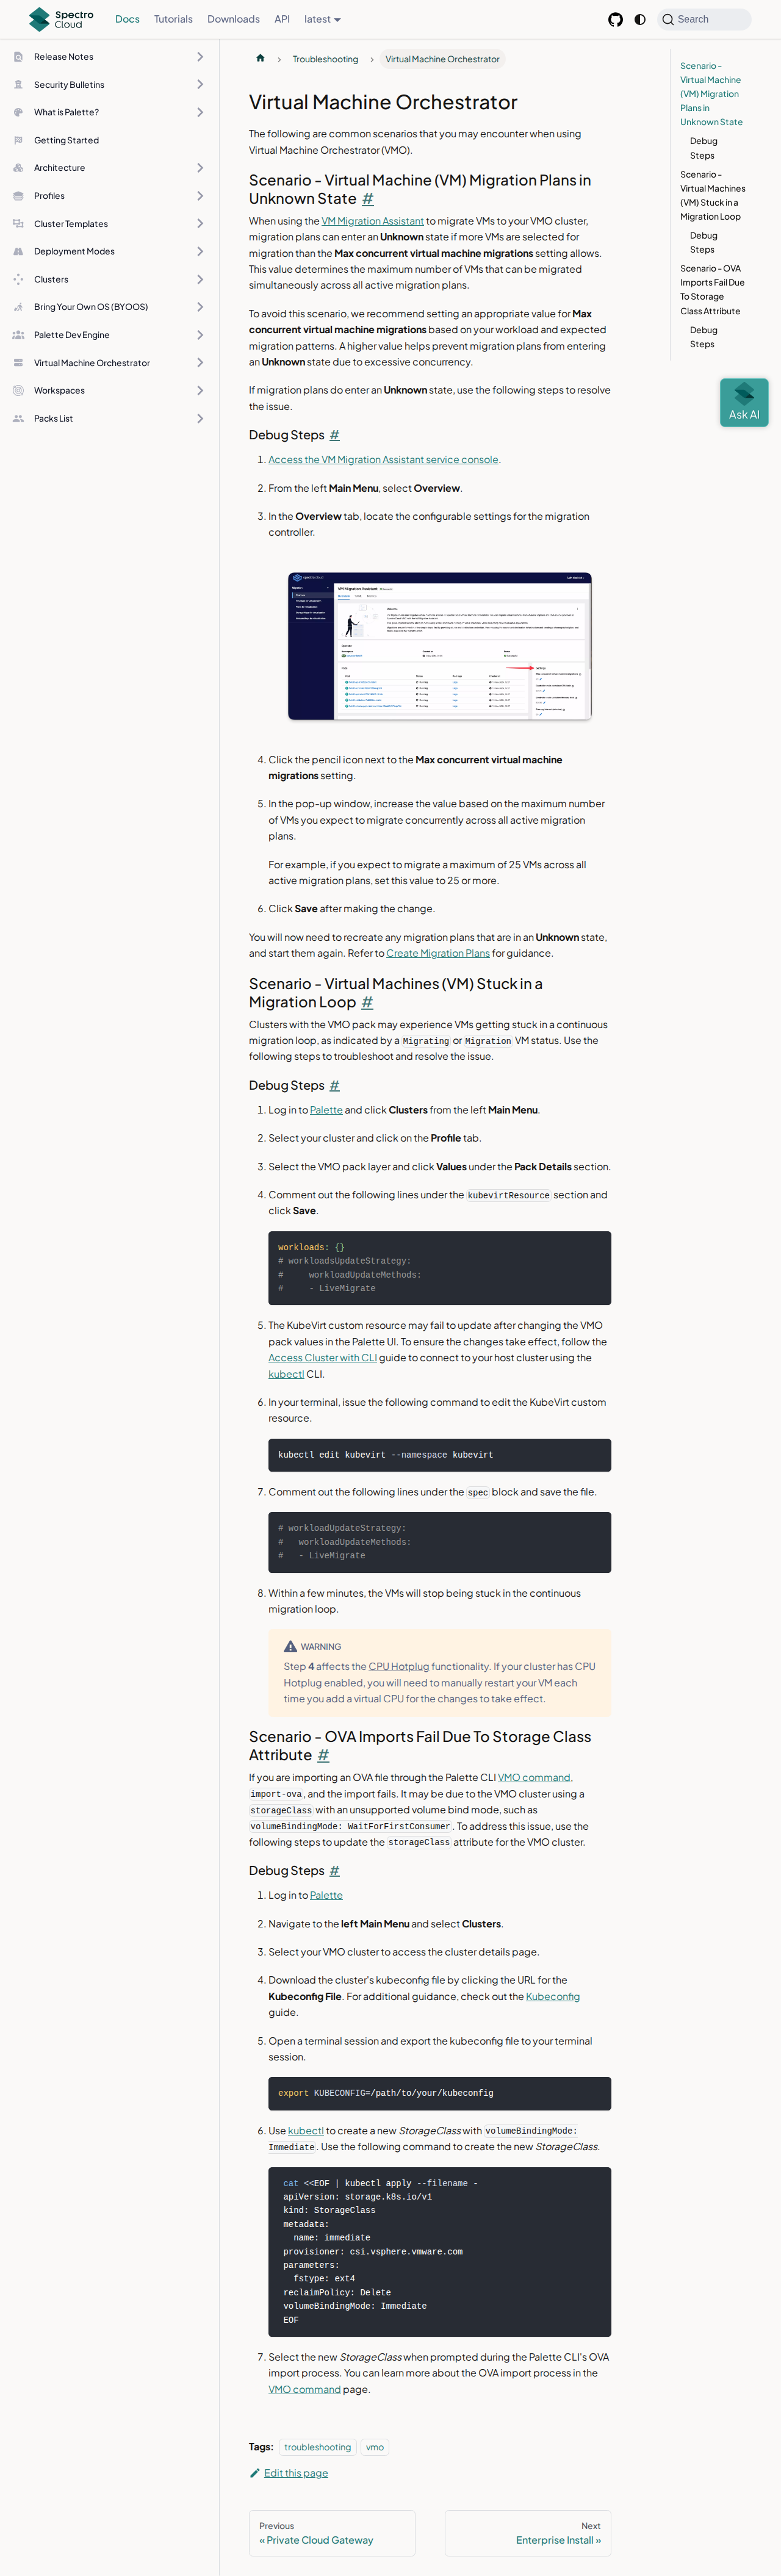 Spectro Cloud
Docs
Tutorials
Downloads
API
latest
Search
Release Notes
Security Bulletins
What is Palette?
Getting Started
Architecture
Profiles
Cluster Templates
Deployment Modes
Clusters
Bring Your Own OS (BYOOS)
Palette Dev Engine
Virtual Machine Orchestrator
Workspaces
Packs List
Troubleshooting
Virtual Machine Orchestrator
Virtual Machine Orchestrator
The following are common scenarios that you may encounter when using
Virtual Machine Orchestrator (VMO).
Scenario - Virtual Machine (VM) Migration Plans in
Unknown State #
When using the VM Migration Assistant to migrate VMs to your VMO cluster,
migration plans can enter an Unknown state if more VMs are selected for
migration than the Max concurrent virtual machine migrations setting allows.
This value determines the maximum number of VMs that can be migrated
simultaneously across all active migration plans.
To avoid this scenario, we recommend setting an appropriate value for Max
concurrent virtual machine migrations based on your workload and expected
migration patterns. A higher value helps prevent migration plans from entering
an Unknown state due to excessive concurrency.
If migration plans do enter an Unknown state, use the following steps to resolve
the issue.
Debug Steps #
1. Access the VM Migration Assistant service console.
2. From the left Main Menu, select Overview.
3. In the Overview tab, locate the configurable settings for the migration
controller.
spectro cloud
VM Migration Assistant
4. Click the pencil icon next to the Max concurrent virtual machine
migrations setting.
5. In the pop-up window, increase the value based on the maximum number
of VMs you expect to migrate concurrently across all active migration
plans.
For example, if you expect to migrate a maximum of 25 VMs across all
active migration plans, set this value to 25 or more.
6. Click Save after making the change.
You will now need to recreate any migration plans that are in an Unknown state,
and start them again. Refer to Create Migration Plans for guidance.
Scenario - Virtual Machines (VM) Stuck in a
Migration Loop #
Clusters with the VMO pack may experience VMs getting stuck in a continuous
migration loop, as indicated by a Migrating or Migration VM status. Use the
following steps to troubleshoot and resolve the issue.
Debug Steps #
1. Log in to Palette and click Clusters from the left Main Menu.
2. Select your cluster and click on the Profile tab.
3. Select the VMO pack layer and click Values under the Pack Details section.
4. Comment out the following lines under the kubevirtResource section and
click Save.
workloads: {}
# workloadsUpdateStrategy:
#     workloadUpdateMethods:
#     - LiveMigrate
5. The KubeVirt custom resource may fail to update after changing the VMO
pack values in the Palette UI. To ensure the changes take effect, follow the
Access Cluster with CLI guide to connect to your host cluster using the
kubectl CLI.
6. In your terminal, issue the following command to edit the KubeVirt custom
resource.
kubectl edit kubevirt --namespace kubevirt
7. Comment out the following lines under the spec block and save the file.
# workloadUpdateStrategy:
#   workloadUpdateMethods:
#   - LiveMigrate
8. Within a few minutes, the VMs will stop being stuck in the continuous
migration loop.
WARNING
Step 4 affects the CPU Hotplug functionality. If your cluster has CPU
Hotplug enabled, you will need to manually restart your VM each
time you add a virtual CPU for the changes to take effect.
Scenario - OVA Imports Fail Due To Storage Class
Attribute #
If you are importing an OVA file through the Palette CLI VMO command,
import-ova, and the import fails. It may be due to the VMO cluster using a
storageClass with an unsupported volume bind mode, such as
volumeBindingMode: WaitForFirstConsumer. To address this issue, use the
following steps to update the storageClass attribute for the VMO cluster.
Debug Steps #
1. Log in to Palette
2. Navigate to the left Main Menu and select Clusters.
3. Select your VMO cluster to access the cluster details page.
4. Download the cluster's kubeconfig file by clicking the URL for the
Kubeconfig File. For additional guidance, check out the Kubeconfig
guide.
5. Open a terminal session and export the kubeconfig file to your terminal
session.
export KUBECONFIG=/path/to/your/kubeconfig
6. Use kubectl to create a new StorageClass with volumeBindingMode:
Immediate. Use the following command to create the new StorageClass.
cat <<EOF | kubectl apply --filename -
apiVersion: storage.k8s.io/v1
kind: StorageClass
metadata:
  name: immediate
provisioner: csi.vsphere.vmware.com
parameters:
  fstype: ext4
reclaimPolicy: Delete
volumeBindingMode: Immediate
EOF
7. Select the new StorageClass when prompted during the Palette CLI's OVA
import process. You can learn more about the OVA import process in the
VMO command page.
Tags: troubleshooting vmo
Edit this page
Previous
« Private Cloud Gateway
Next
Enterprise Install »
Scenario -
Virtual Machine
(VM) Migration
Plans in
Unknown State
Debug
Steps
Scenario -
Virtual Machines
(VM) Stuck in a
Migration Loop
Debug
Steps
Scenario - OVA
Imports Fail Due
To Storage
Class Attribute
Debug
Steps
Ask AI